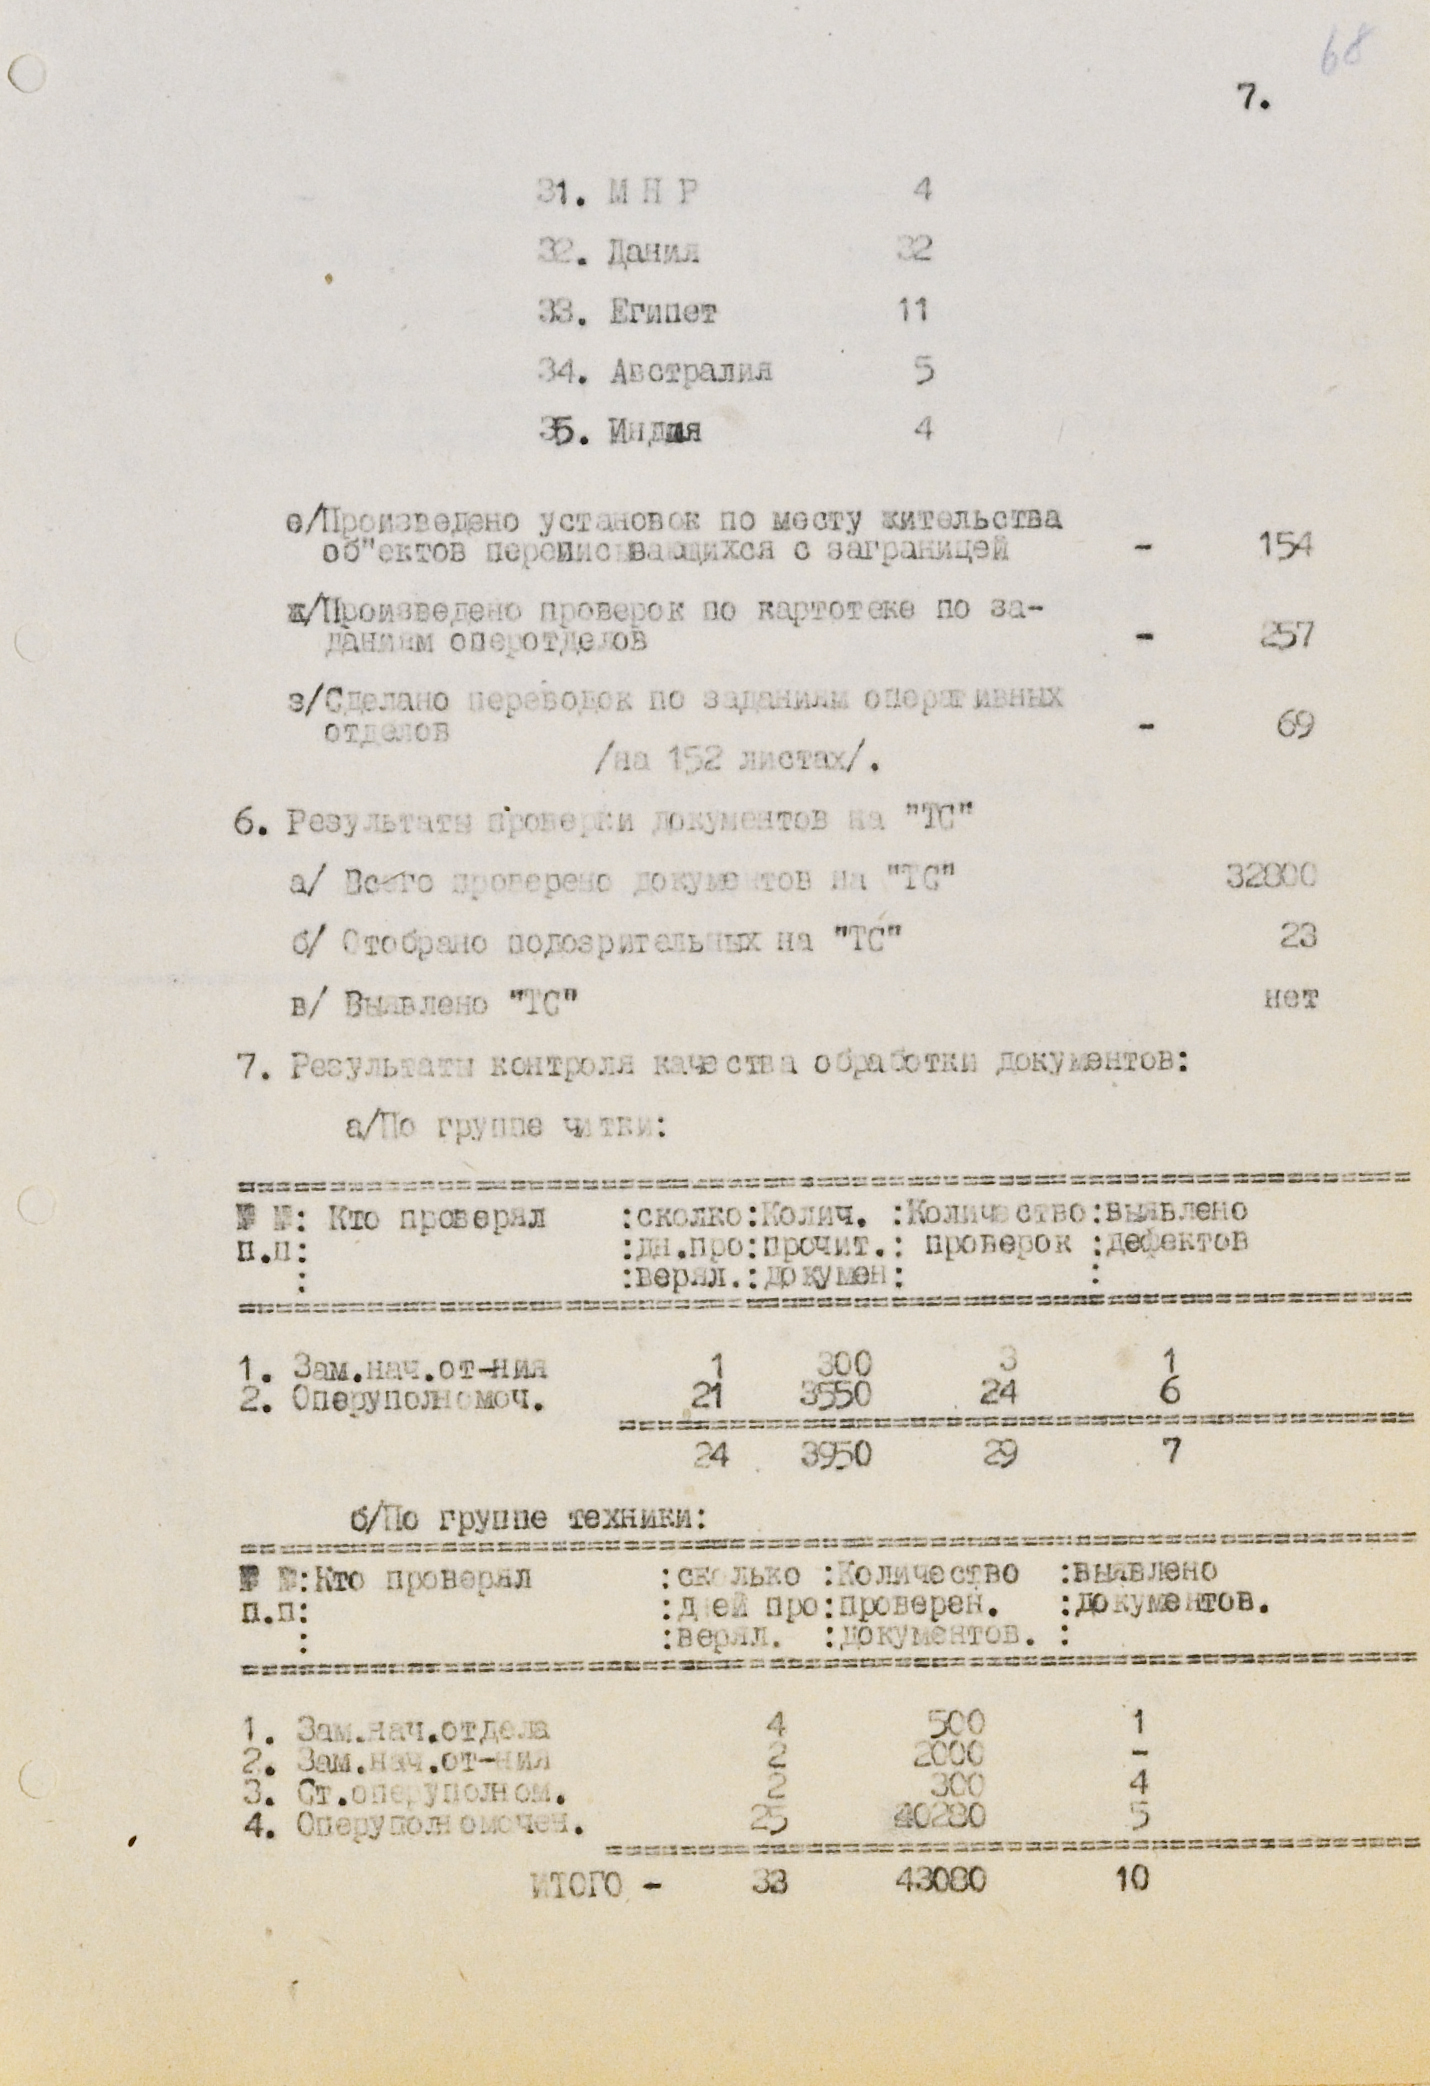 68
7.
31. М Н Р 4
32. Дания 32
33. Египет 11
34. Австралия 5
35. Индия 4
е/Произведено установок по месту жительства
об"ектов переписывающихся с заграницей - 154
ж/Произведено проверок по картотеке по за-
даниям оперотделов - 257
з/Сделано переводок по заданиям оперативных
отделов - 69
/на 152 листах/.
6. Результаты проверки документов на "ТС"
а/ Всего проверено документов на "ТС" 32800
б/ Отобрано подозрительных на "ТС" 23
в/ Выявлено "ТС" нет
7. Результаты контроля качества обработки документов:
а/По группе читки:
№ №: Кто проверял :сколко:Колич. :Количество:выявлено
п.п: :дн.про:прочит.: проверок :дефектов
: :верял.:докумен: :
1. Зам.нач.от-ния 1 300 3 1
2. Оперуполномоч. 21 3550 24 6
24 3950 29 7
б/По группе техники:
№ №:Кто проверял :сколько :Количество :выявлено
п.п: :дней про:проверен. :документов.
: :верял. :документов. :
1. Зам.нач.отдела 4 500 1
2. Зам.нач.от-ния 2 2000 -
3. Ст.оперуполном. 2 300 4
4. Оперуполномочен. 25 40280 5
ИТОГО - 33 43080 10